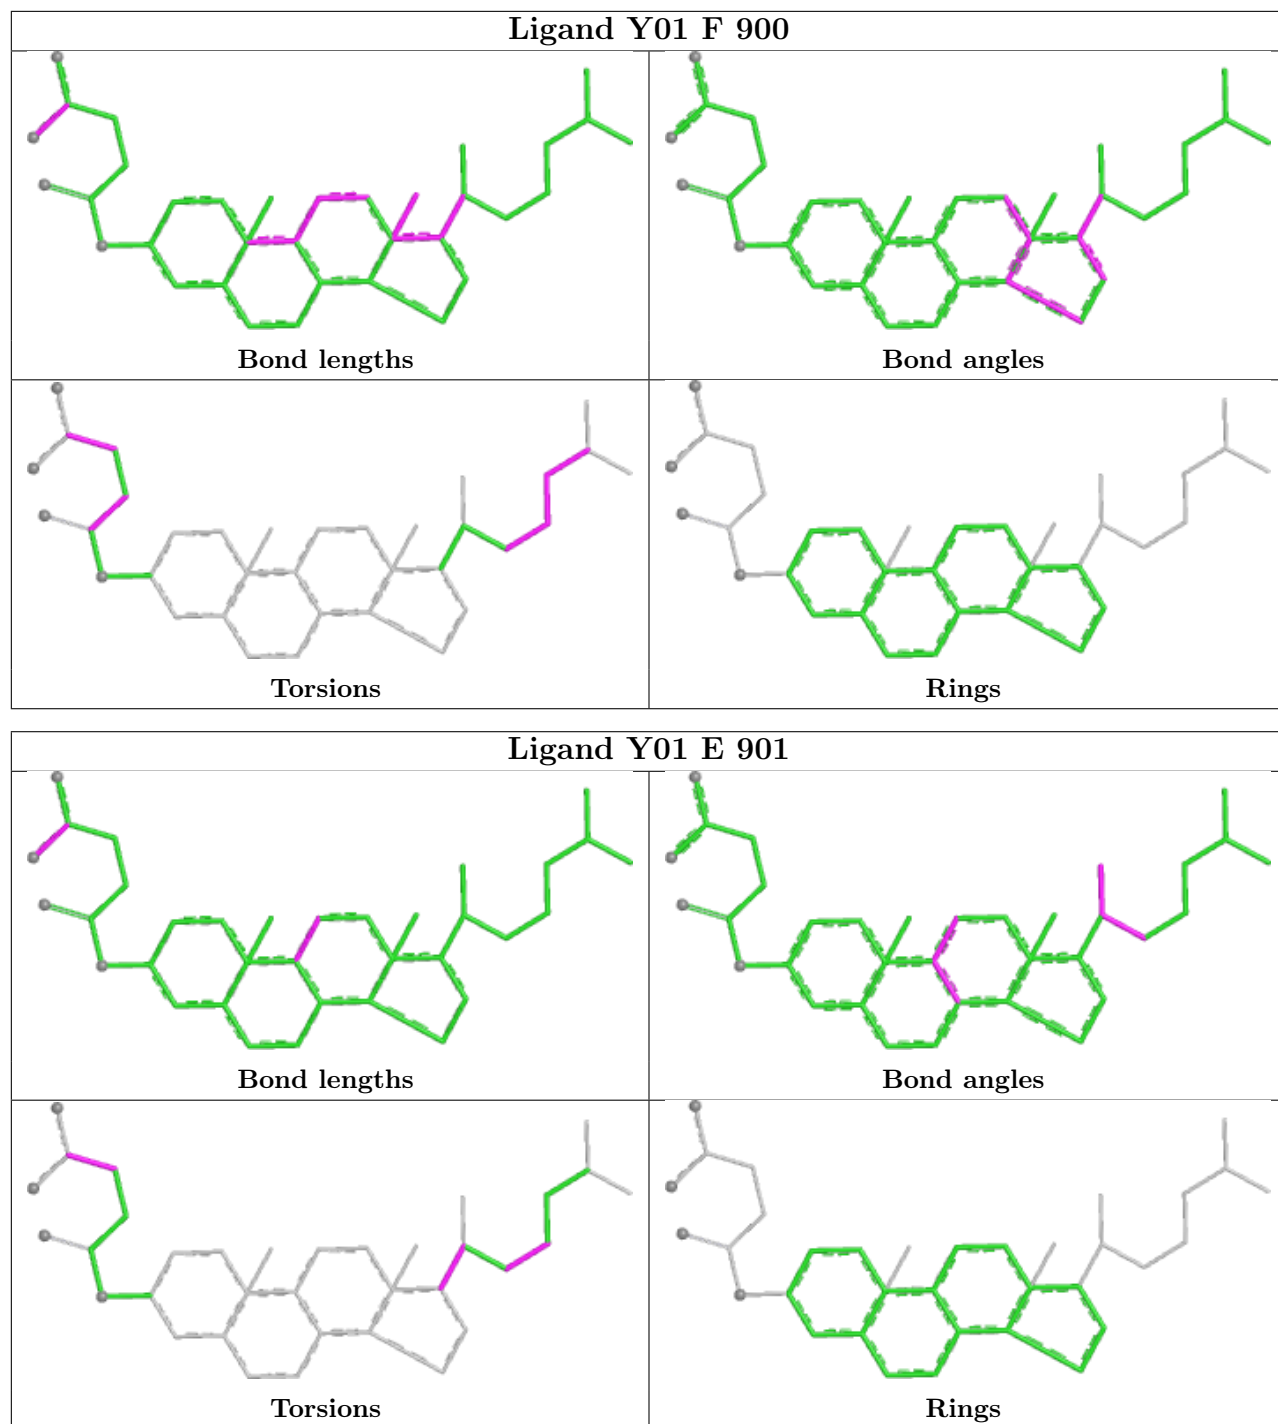 Ligand Y01 F 900
Bond lengths
Bond angles
Torsions
Rings
Ligand Y01 E 901
Bond lengths
Bond angles
Torsions
Rings